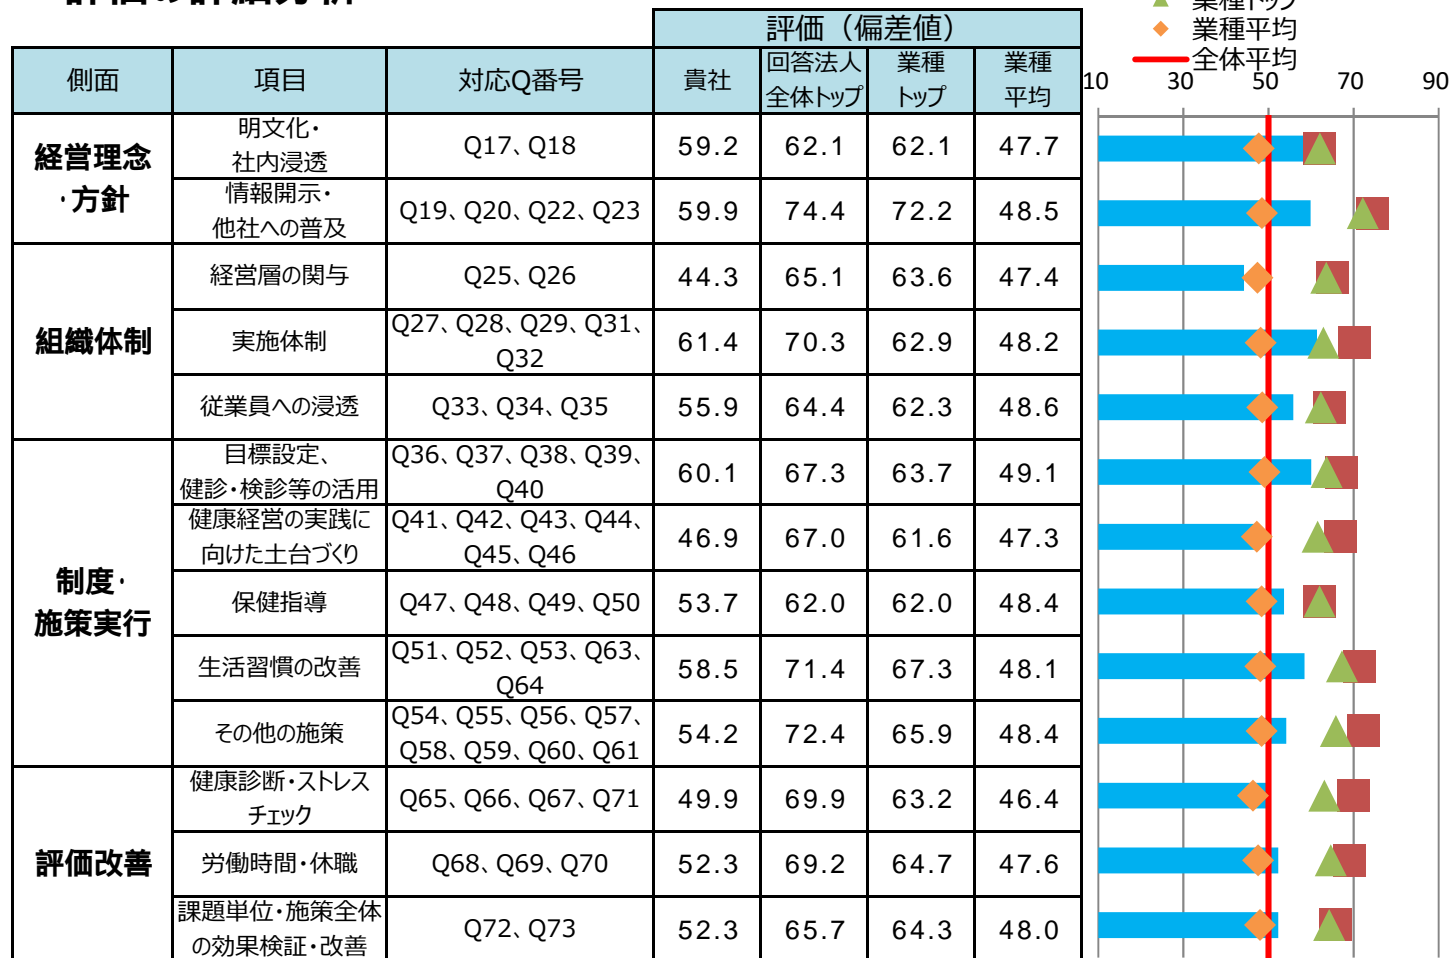 評価の詳細分析
業種トップ
業種平均
全体平均
評価（偏差値）
側面 項目 対応Q番号 貴社 回答法人全体トップ 業種トップ 業種平均
10 30 50 70 90
経営理念・方針
明文化・社内浸透 Q17、Q18 59.2 62.1 62.1 47.7
情報開示・他社への普及 Q19、Q20、Q22、Q23 59.9 74.4 72.2 48.5
組織体制
経営層の関与 Q25、Q26 44.3 65.1 63.6 47.4
実施体制 Q27、Q28、Q29、Q31、Q32 61.4 70.3 62.9 48.2
従業員への浸透 Q33、Q34、Q35 55.9 64.4 62.3 48.6
制度・施策実行
目標設定、健診・検診等の活用 Q36、Q37、Q38、Q39、Q40 60.1 67.3 63.7 49.1
健康経営の実践に向けた土台づくり Q41、Q42、Q43、Q44、Q45、Q46 46.9 67.0 61.6 47.3
保健指導 Q47、Q48、Q49、Q50 53.7 62.0 62.0 48.4
生活習慣の改善 Q51、Q52、Q53、Q63、Q64 58.5 71.4 67.3 48.1
その他の施策 Q54、Q55、Q56、Q57、Q58、Q59、Q60、Q61 54.2 72.4 65.9 48.4
評価改善
健康診断・ストレスチェック Q65、Q66、Q67、Q71 49.9 69.9 63.2 46.4
労働時間・休職 Q68、Q69、Q70 52.3 69.2 64.7 47.6
課題単位・施策全体の効果検証・改善 Q72、Q73 52.3 65.7 64.3 48.0